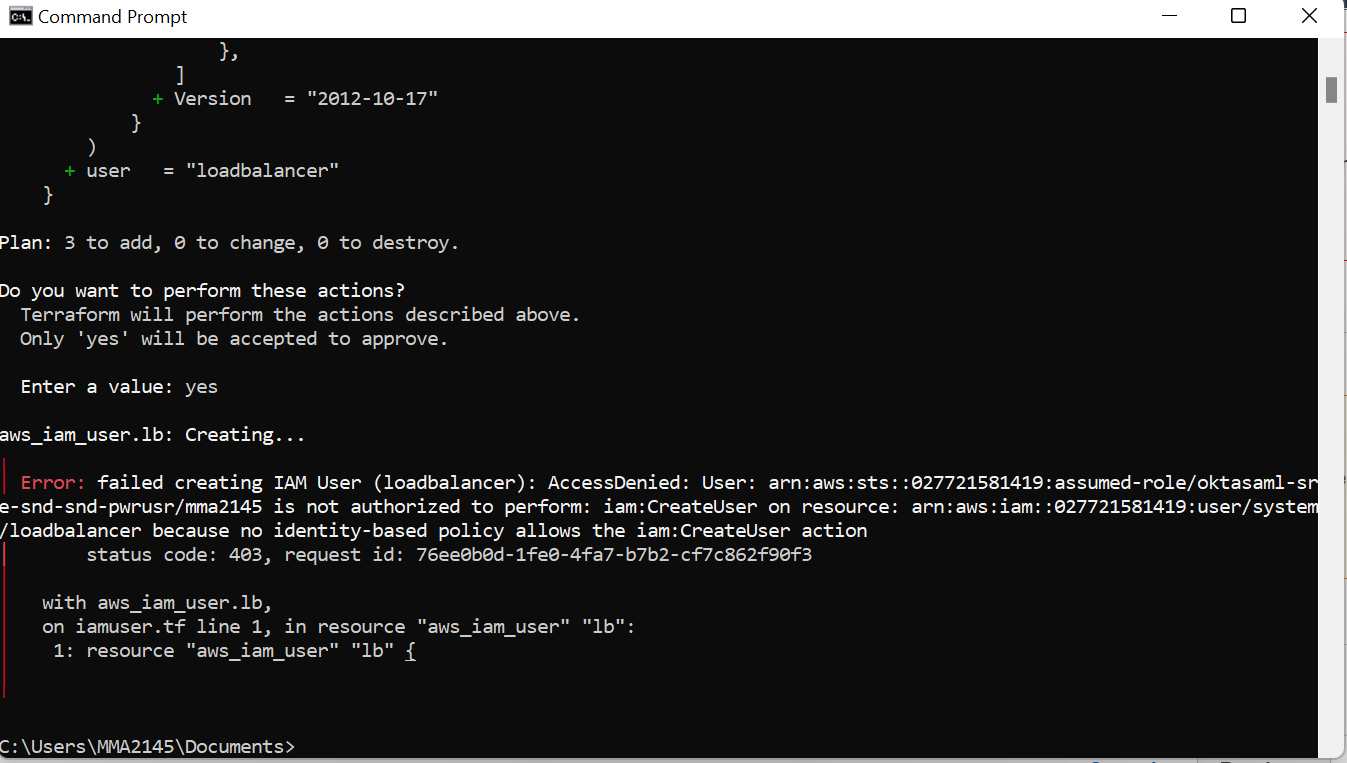 Command Prompt
},
]
+ Version   = "2012-10-17"
}
)
+ user   = "loadbalancer"
}
Plan: 3 to add, 0 to change, 0 to destroy.
Do you want to perform these actions?
Terraform will perform the actions described above.
Only 'yes' will be accepted to approve.
Enter a value: yes
aws_iam_user.lb: Creating...
Error: failed creating IAM User (loadbalancer): AccessDenied: User: arn:aws:sts::027721581419:assumed-role/oktasaml-sr
e-snd-snd-pwrusr/mma2145 is not authorized to perform: iam:CreateUser on resource: arn:aws:iam::027721581419:user/system
/loadbalancer because no identity-based policy allows the iam:CreateUser action
status code: 403, request id: 76ee0b0d-1fe0-4fa7-b7b2-cf7c862f90f3
with aws_iam_user.lb,
on iamuser.tf line 1, in resource "aws_iam_user" "lb":
1: resource "aws_iam_user" "lb" {
C:\Users\MMA2145\Documents>